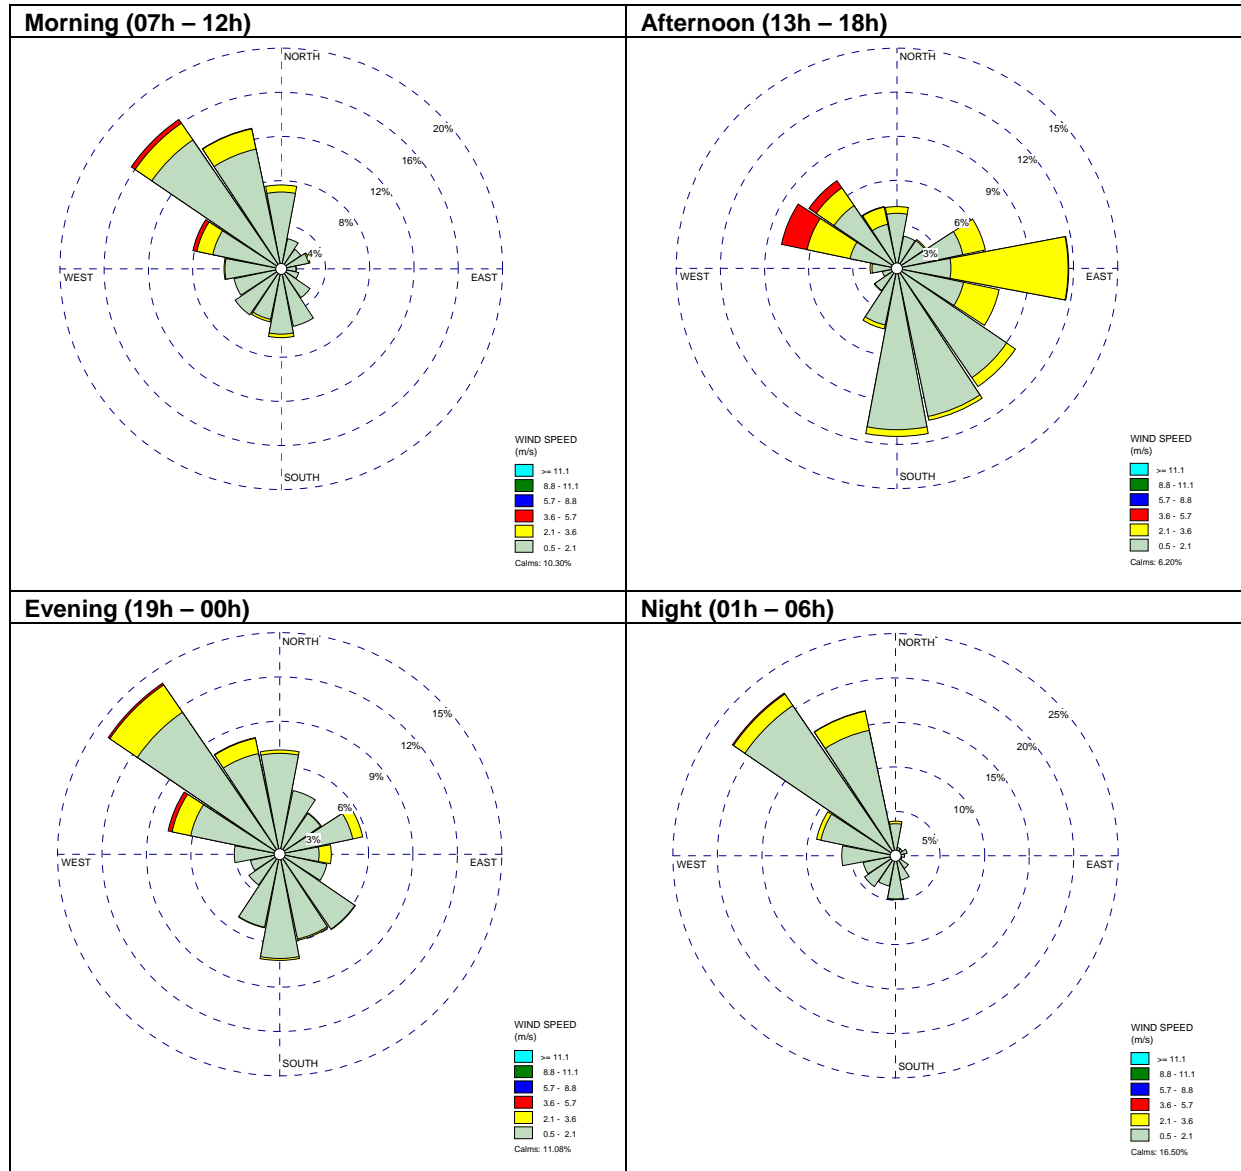 Morning (07h – 12h)
NORTH
20%
16%
12%
8%
4%
WEST
EAST
SOUTH
WIND SPEED
(m/s)
>= 11.1
8.8 - 11.1
5.7 - 8.8
3.6 - 5.7
2.1 - 3.6
0.5 - 2.1
Calms: 10.30%
Afternoon (13h – 18h)
NORTH
15%
12%
9%
6%
3%
WEST
EAST
SOUTH
WIND SPEED
(m/s)
>= 11.1
8.8 - 11.1
5.7 - 8.8
3.6 - 5.7
2.1 - 3.6
0.5 - 2.1
Calms: 6.20%
Evening (19h – 00h)
NORTH
15%
12%
9%
6%
3%
WEST
EAST
SOUTH
WIND SPEED
(m/s)
>= 11.1
8.8 - 11.1
5.7 - 8.8
3.6 - 5.7
2.1 - 3.6
0.5 - 2.1
Calms: 11.08%
Night (01h – 06h)
NORTH
25%
20%
15%
10%
5%
WEST
EAST
SOUTH
WIND SPEED
(m/s)
>= 11.1
8.8 - 11.1
5.7 - 8.8
3.6 - 5.7
2.1 - 3.6
0.5 - 2.1
Calms: 16.50%